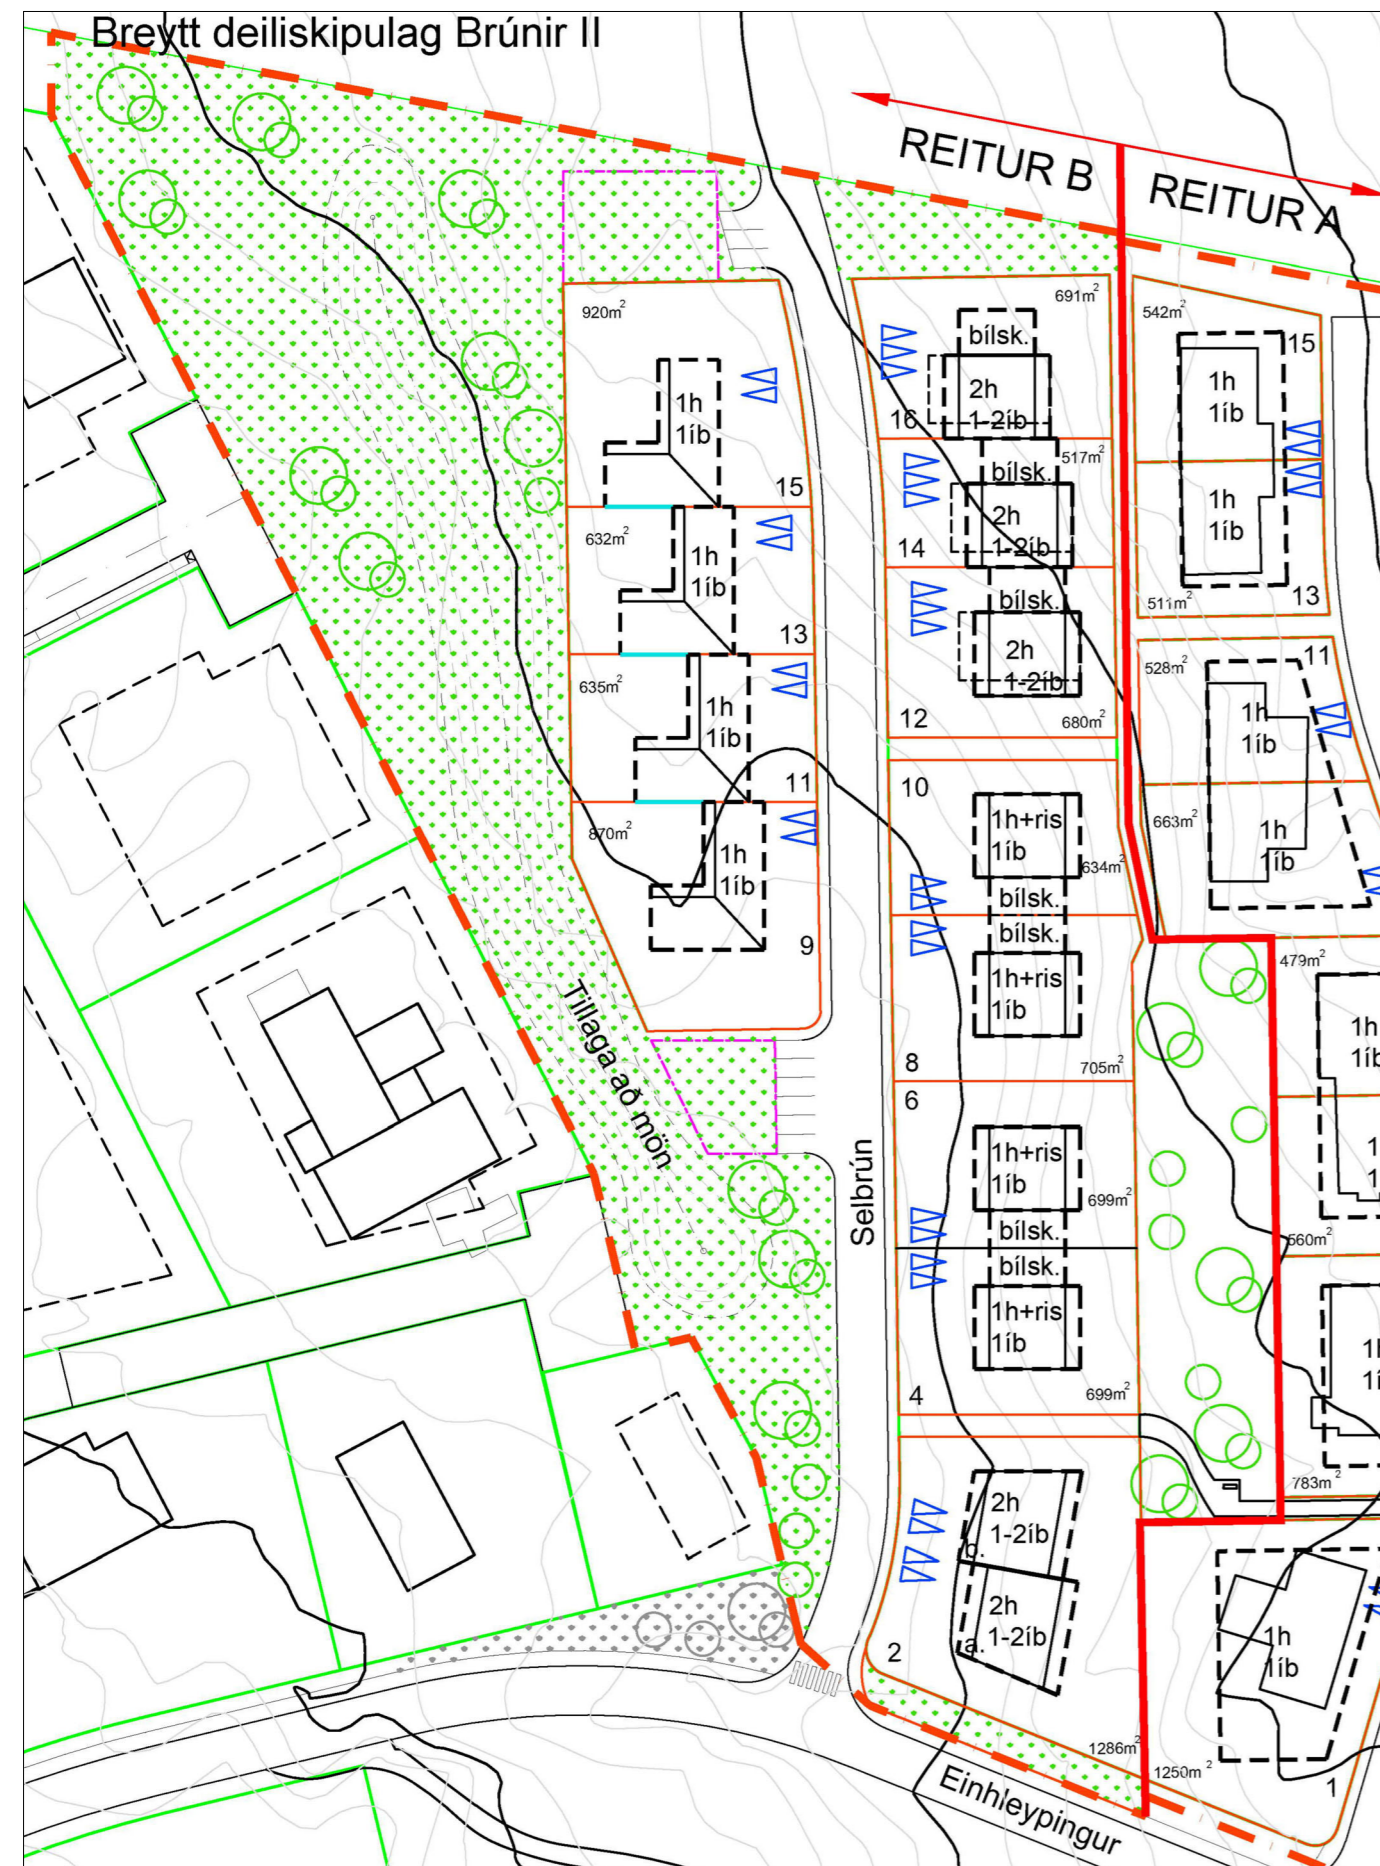 Breytt deiliskipulag Brúnir II
REITUR B
REITUR A
920m²
1h
1íb
15
632m²
1h
1íb
13
635m²
1h
1íb
11
870m²
1h
1íb
9
Tillaga að mön
Selbrún
691m²
bílsk.
2h
1-2íb
16
517m²
bílsk.
2h
1-2íb
14
bílsk.
2h
1-2íb
12
680m²
10
1h+ris
1íb
634m²
bílsk.
bílsk.
1h+ris
1íb
8
705m²
6
1h+ris
1íb
699m²
bílsk.
bílsk.
1h+ris
1íb
4
699m²
2h
1-2íb
b.
2h
1-2íb
a.
2
1286m²
Einhleypingur
542m²
15
1h
1íb
1h
1íb
511m²
13
528m²
11
1h
1íb
663m²
1h
1íb
479m²
1h
560m²
783m²
1h
1íb
1250m²
1